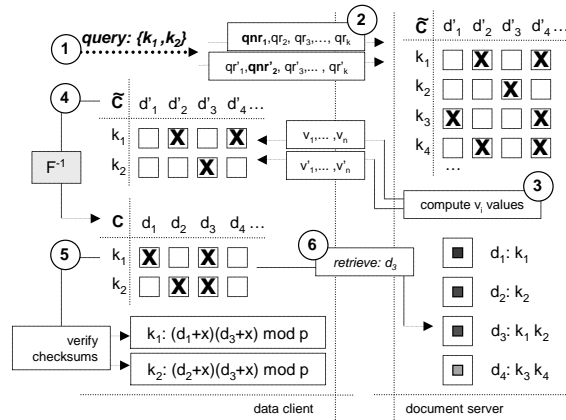 1
query: {k1,k2}
2
qnr1,qr2, qr3,..., qrk
qr'1,qnr'2, qr'3,... , qr'k
C̃ d'1 d'2 d'3 d'4 ...
k1 X X
k2 X
k3 X X
k4 X X
...
4
C̃ d'1 d'2 d'3 d'4 ...
k1 X X
k2 X
v1,... ,vn
v'1,... ,v'n
3
compute vi values
F-1
C d1 d2 d3 d4 ...
k1 X X
k2 X X
5
6
retrieve: d3
d1: k1
d2: k2
d3: k1 k2
d4: k3 k4
verify
checksums
k1: (d1+x)(d3+x) mod p
k2: (d2+x)(d3+x) mod p
data client
document server